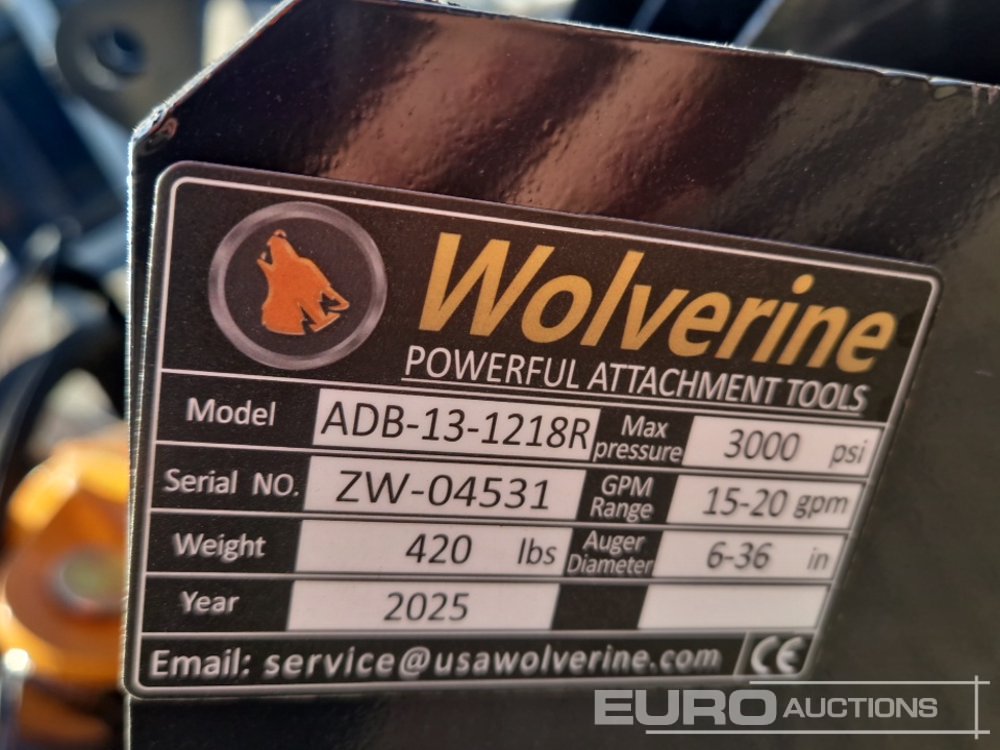 Wolverine
POWERFUL ATTACHMENT TOOLS
Model ADB-13-1218R Max pressure 3000 psi
Serial NO. ZW-04531 GPM Range 15-20 gpm
Weight 420 lbs Auger Diameter 6-36 in
Year 2025
Email: service@usawolverine.com CE
EURO AUCTIONS